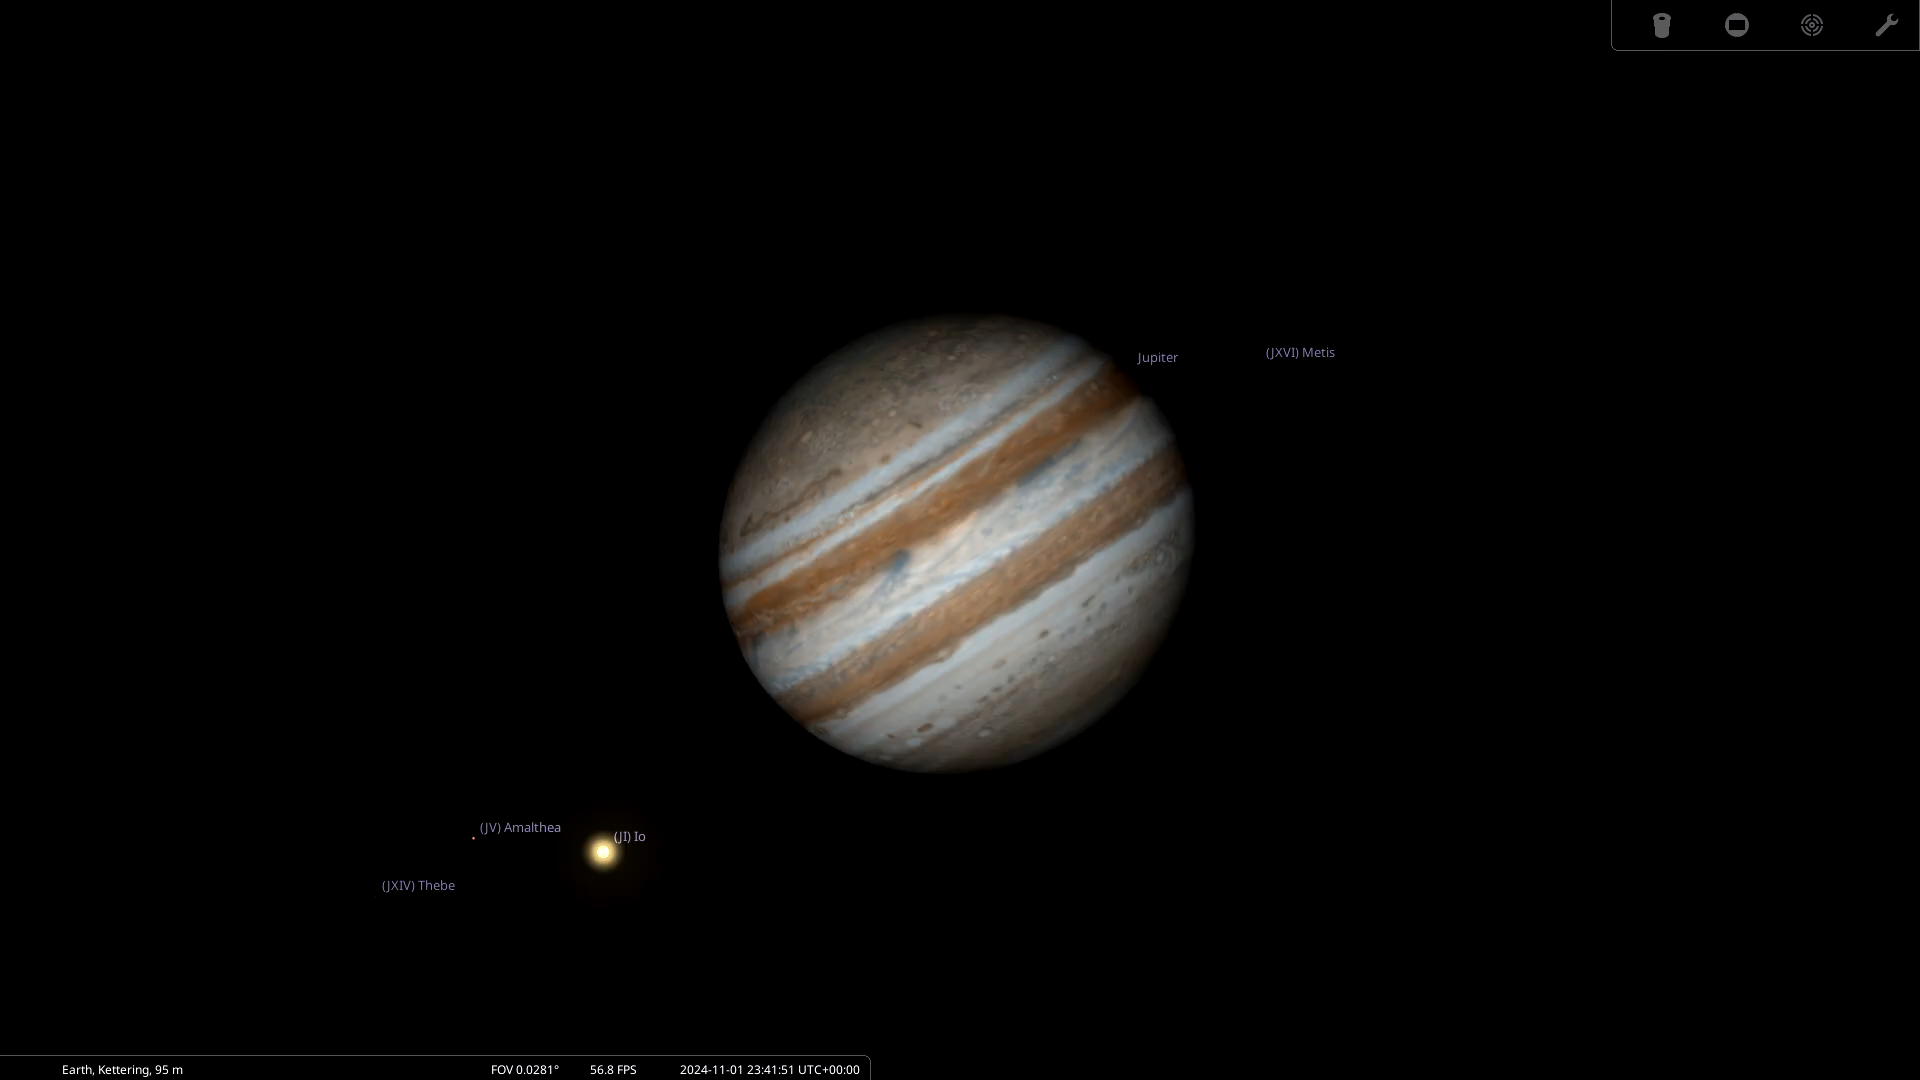 Jupiter
(JXVI) Metis
(JV) Amalthea
(JI) Io
(JXIV) Thebe
Earth, Kettering, 95 m FOV 0.0281° 56.8 FPS 2024-11-01 23:41:51 UTC+00:00